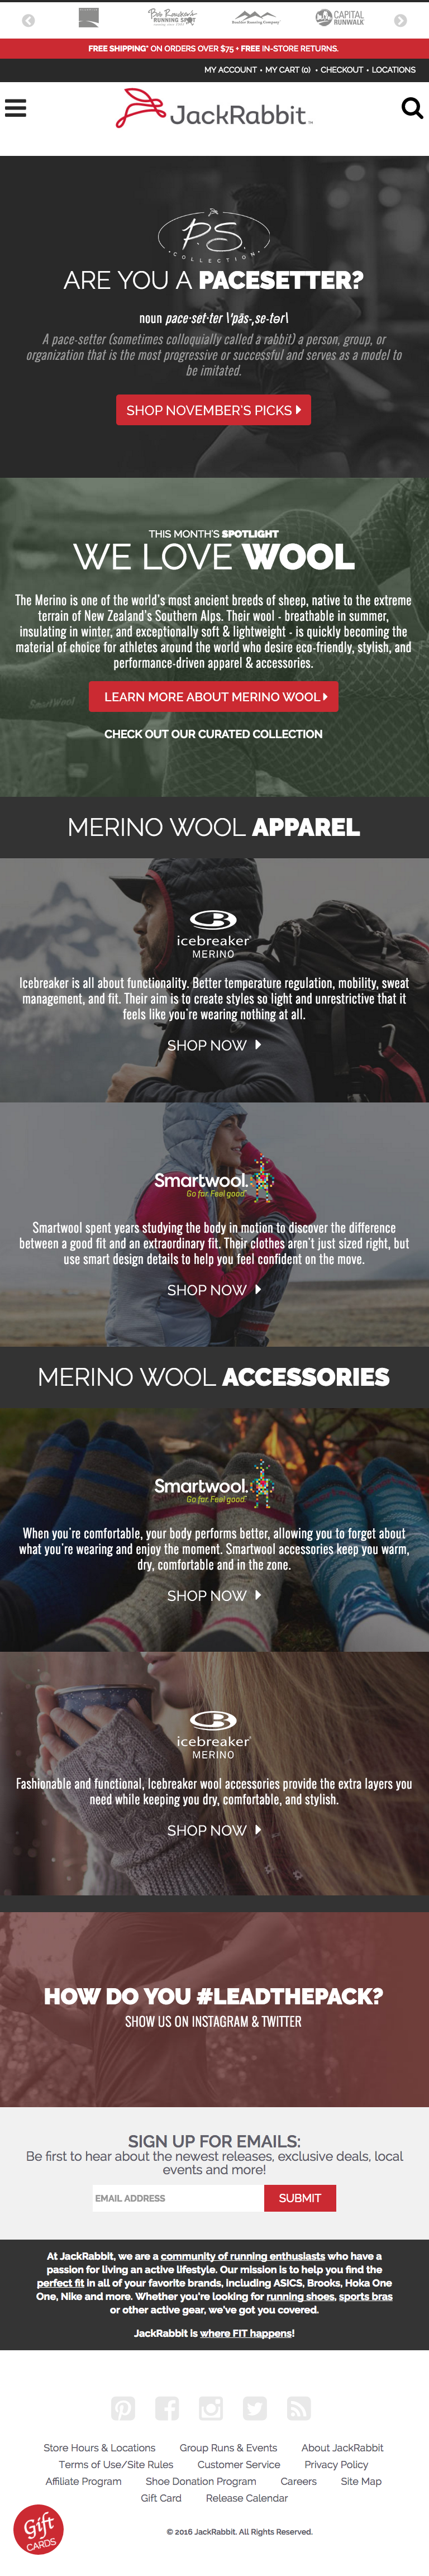 Bob Roncker's
RUNNING SPOT
Boulder Running Company
CAPITAL
RUNWALK
FREE SHIPPING* ON ORDERS OVER $75 + FREE IN-STORE RETURNS.
MY ACCOUNT • MY CART (0) • CHECKOUT • LOCATIONS
JackRabbit™
P.S.
COLLECTION
ARE YOU A PACESETTER?
noun pace·set·ter \'pās-ˌse-tər\
A pace-setter (sometimes colloquially called a rabbit) a person, group, or
organization that is the most progressive or successful and serves as a model to
be imitated.
SHOP NOVEMBER'S PICKS
THIS MONTH'S SPOTLIGHT
WE LOVE WOOL
The Merino is one of the world's most ancient breeds of sheep, native to the extreme
terrain of New Zealand's Southern Alps. Their wool - breathable in summer,
insulating in winter, and exceptionally soft & lightweight - is quickly becoming the
material of choice for athletes around the world who desire eco-friendly, stylish, and
performance-driven apparel & accessories.
SmartWool
LEARN MORE ABOUT MERINO WOOL
CHECK OUT OUR CURATED COLLECTION
MERINO WOOL APPAREL
icebreaker®
MERINO
Icebreaker is all about functionality. Better temperature regulation, mobility, sweat
management, and fit. Their aim is to create styles so light and unrestrictive that it
feels like you're wearing nothing at all.
SHOP NOW
Smartwool.
Go far. Feel good.™
Smartwool spent years studying the body in motion to discover the difference
between a good fit and an extraordinary fit. Their clothes aren't just sized right, but
use smart design details to help you feel confident on the move.
SHOP NOW
MERINO WOOL ACCESSORIES
Smartwool.
Go far. Feel good.™
When you're comfortable, your body performs better, allowing you to forget about
what you're wearing and enjoy the moment. Smartwool accessories keep you warm,
dry, comfortable and in the zone.
SHOP NOW
icebreaker®
MERINO
Fashionable and functional, Icebreaker wool accessories provide the extra layers you
need while keeping you dry, comfortable, and stylish.
SHOP NOW
HOW DO YOU #LEADTHEPACK?
SHOW US ON INSTAGRAM & TWITTER
SIGN UP FOR EMAILS:
Be first to hear about the newest releases, exclusive deals, local
events and more!
EMAIL ADDRESS
SUBMIT
At JackRabbit, we are a community of running enthusiasts who have a
passion for living an active lifestyle. Our mission is to help you find the
perfect fit in all of your favorite brands, including ASICS, Brooks, Hoka One
One, Nike and more. Whether you're looking for running shoes, sports bras
or other active gear, we've got you covered.
JackRabbit is where FIT happens!
Store Hours & Locations Group Runs & Events About JackRabbit
Terms of Use/Site Rules Customer Service Privacy Policy
Affiliate Program Shoe Donation Program Careers Site Map
Gift Card Release Calendar
Gift
CARDS
© 2016 JackRabbit. All Rights Reserved.